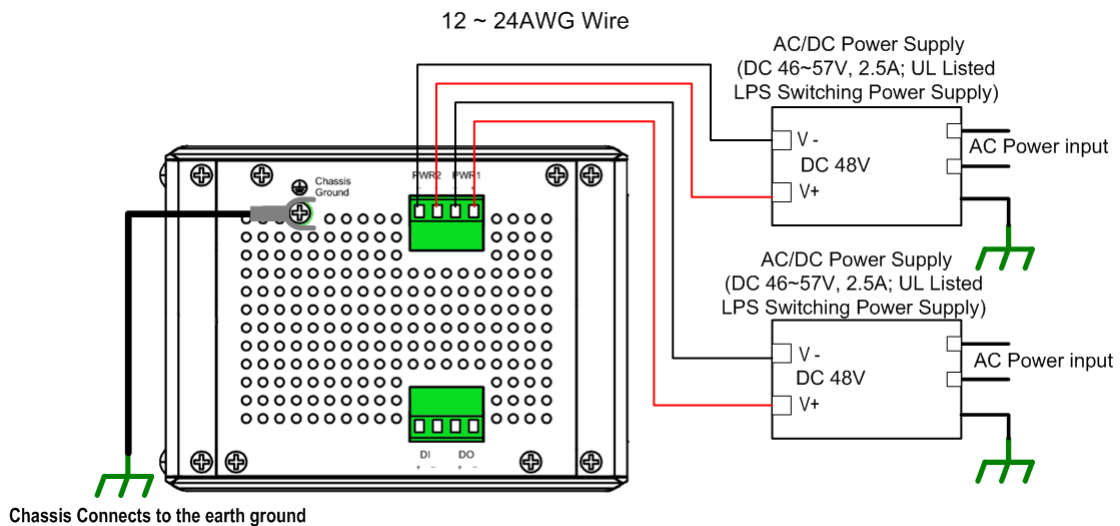 12 ~ 24AWG Wire
AC/DC Power Supply
(DC 46~57V, 2.5A; UL Listed
LPS Switching Power Supply)
V -
DC 48V
V+
AC Power input
Chassis
Ground
PWR2 PWR1
- + - +
AC/DC Power Supply
(DC 46~57V, 2.5A; UL Listed
LPS Switching Power Supply)
V -
DC 48V
V+
AC Power input
DI DO
+ - + -
Chassis Connects to the earth ground